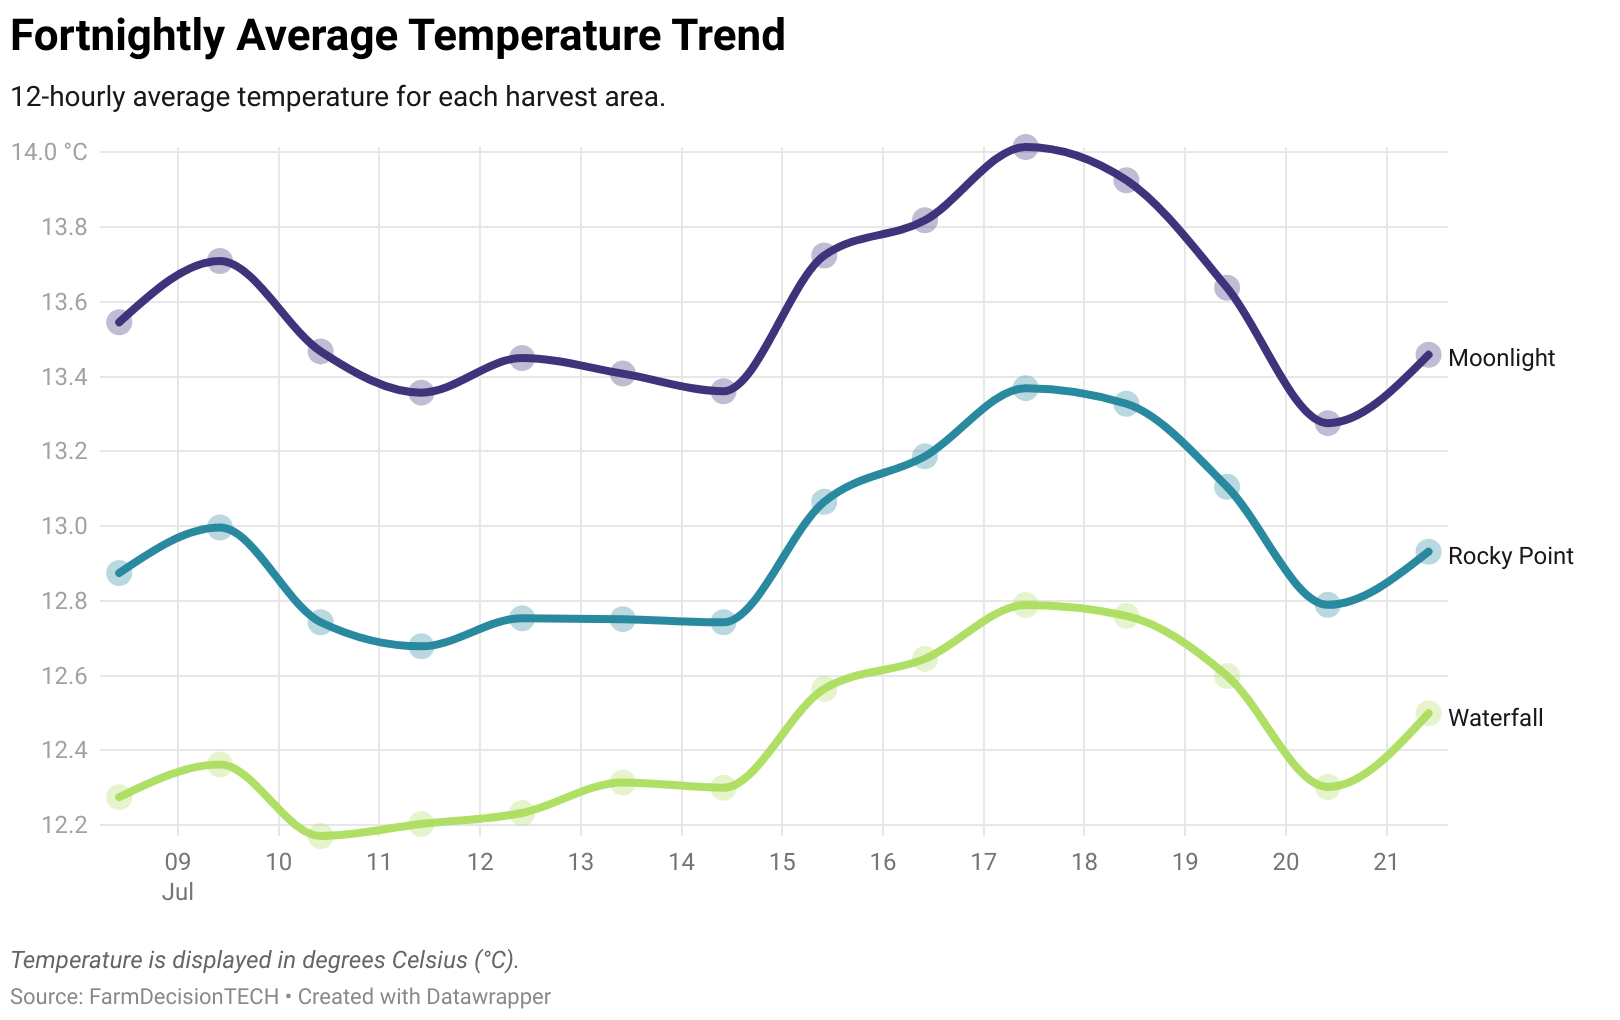 Fortnightly Average Temperature Trend
12-hourly average temperature for each harvest area.
14.0 °C
13.8
13.6
13.4
13.2
13.0
12.8
12.6
12.4
12.2
Moonlight
Rocky Point
Waterfall
09 10 11 12 13 14 15 16 17 18 19 20 21
Jul
Temperature is displayed in degrees Celsius (°C).
Source: FarmDecisionTECH • Created with Datawrapper